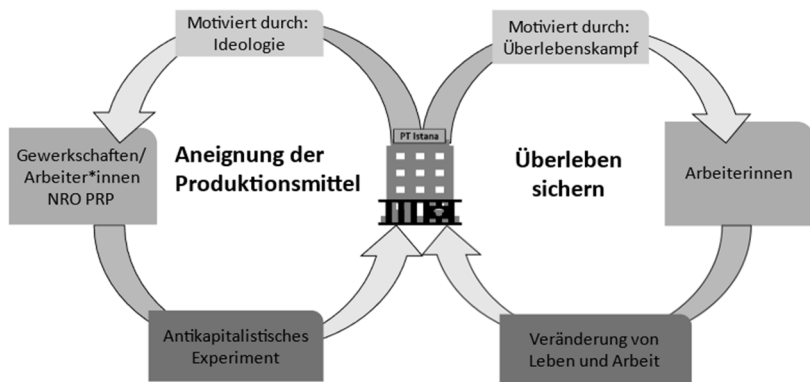 Motiviert durch:
Ideologie
Motiviert durch:
Überlebenskampf
PT Istana
Gewerkschaften/
Arbeiter*innen
NRO PRP
Aneignung der
Produktionsmittel
Überleben
sichern
Arbeiterinnen
Antikapitalistisches
Experiment
Veränderung von
Leben und Arbeit